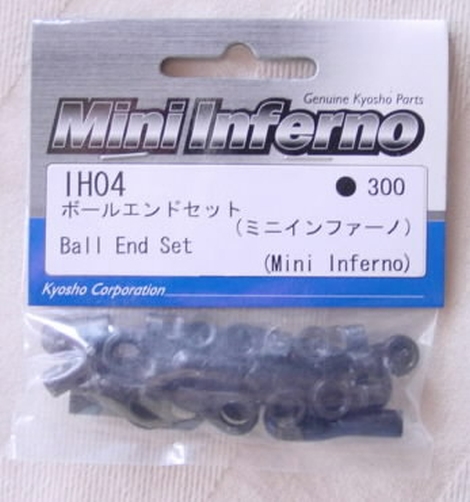 Genuine Kyosho Parts
Mini Inferno
IH04 ● 300
ボールエンドセット
(ミニインファーノ)
Ball End Set
(Mini Inferno)
Kyosho Corporation